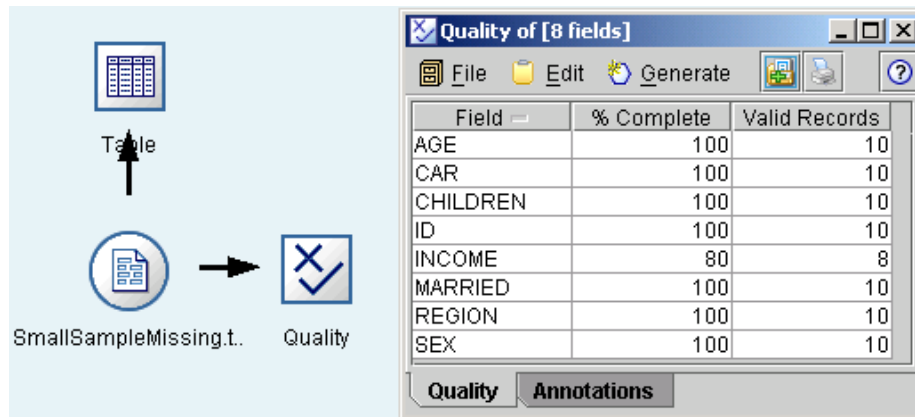 Table
SmallSampleMissing.t..
Quality
Quality of [8 fields]
File Edit Generate ?
Field % Complete Valid Records
AGE 100 10
CAR 100 10
CHILDREN 100 10
ID 100 10
INCOME 80 8
MARRIED 100 10
REGION 100 10
SEX 100 10
Quality Annotations